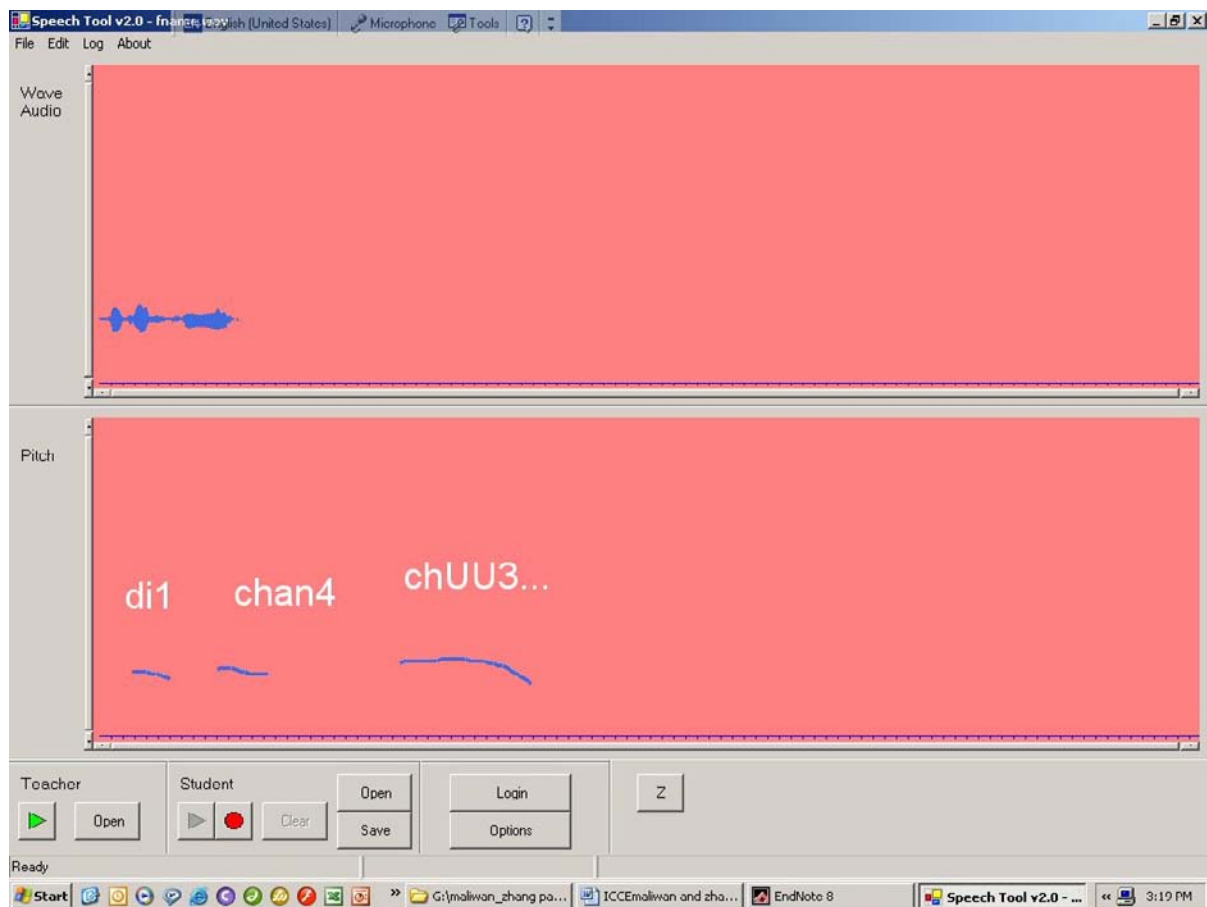 Speech Tool v2.0 - fname.wav
English (United States) Microphone Tools
File Edit Log About
Wave
Audio
Pitch
di1 chan4 chUU3...
Teacher
Open
Student
Clear
Open
Save
Login
Options
Z
Ready
Start » G:\maliwan_zhang pa... ICCEmaliwan and zha... EndNote 8 Speech Tool v2.0 - ... « 3:19 PM